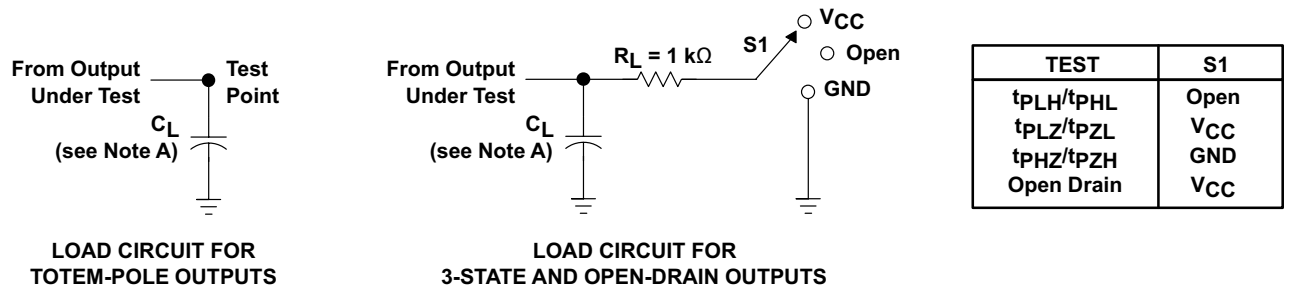 From Output
Under Test
Test
Point
CL
(see Note A)
LOAD CIRCUIT FOR
TOTEM-POLE OUTPUTS
From Output
Under Test
RL = 1 kΩ
S1
VCC
Open
GND
CL
(see Note A)
LOAD CIRCUIT FOR
3-STATE AND OPEN-DRAIN OUTPUTS
TEST S1
tPLH/tPHL Open
tPLZ/tPZL VCC
tPHZ/tPZH GND
Open Drain VCC